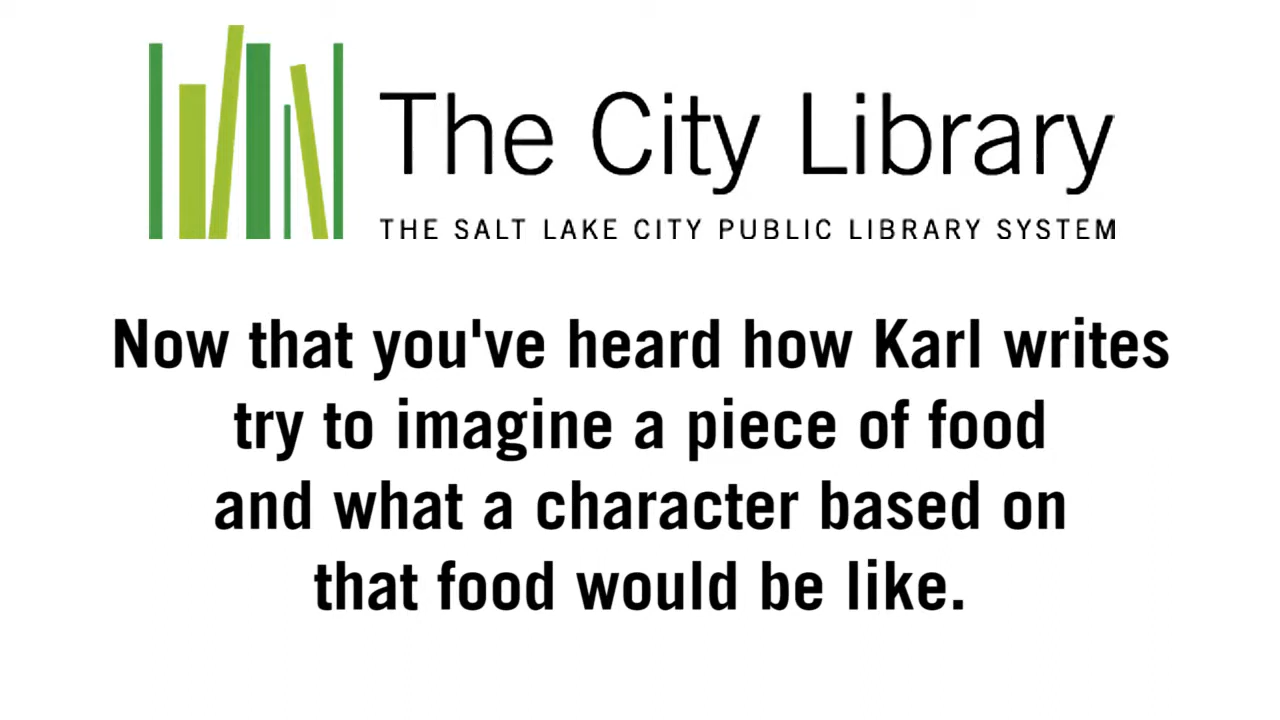 The City Library
THE SALT LAKE CITY PUBLIC LIBRARY SYSTEM
Now that you've heard how Karl writes
try to imagine a piece of food
and what a character based on
that food would be like.